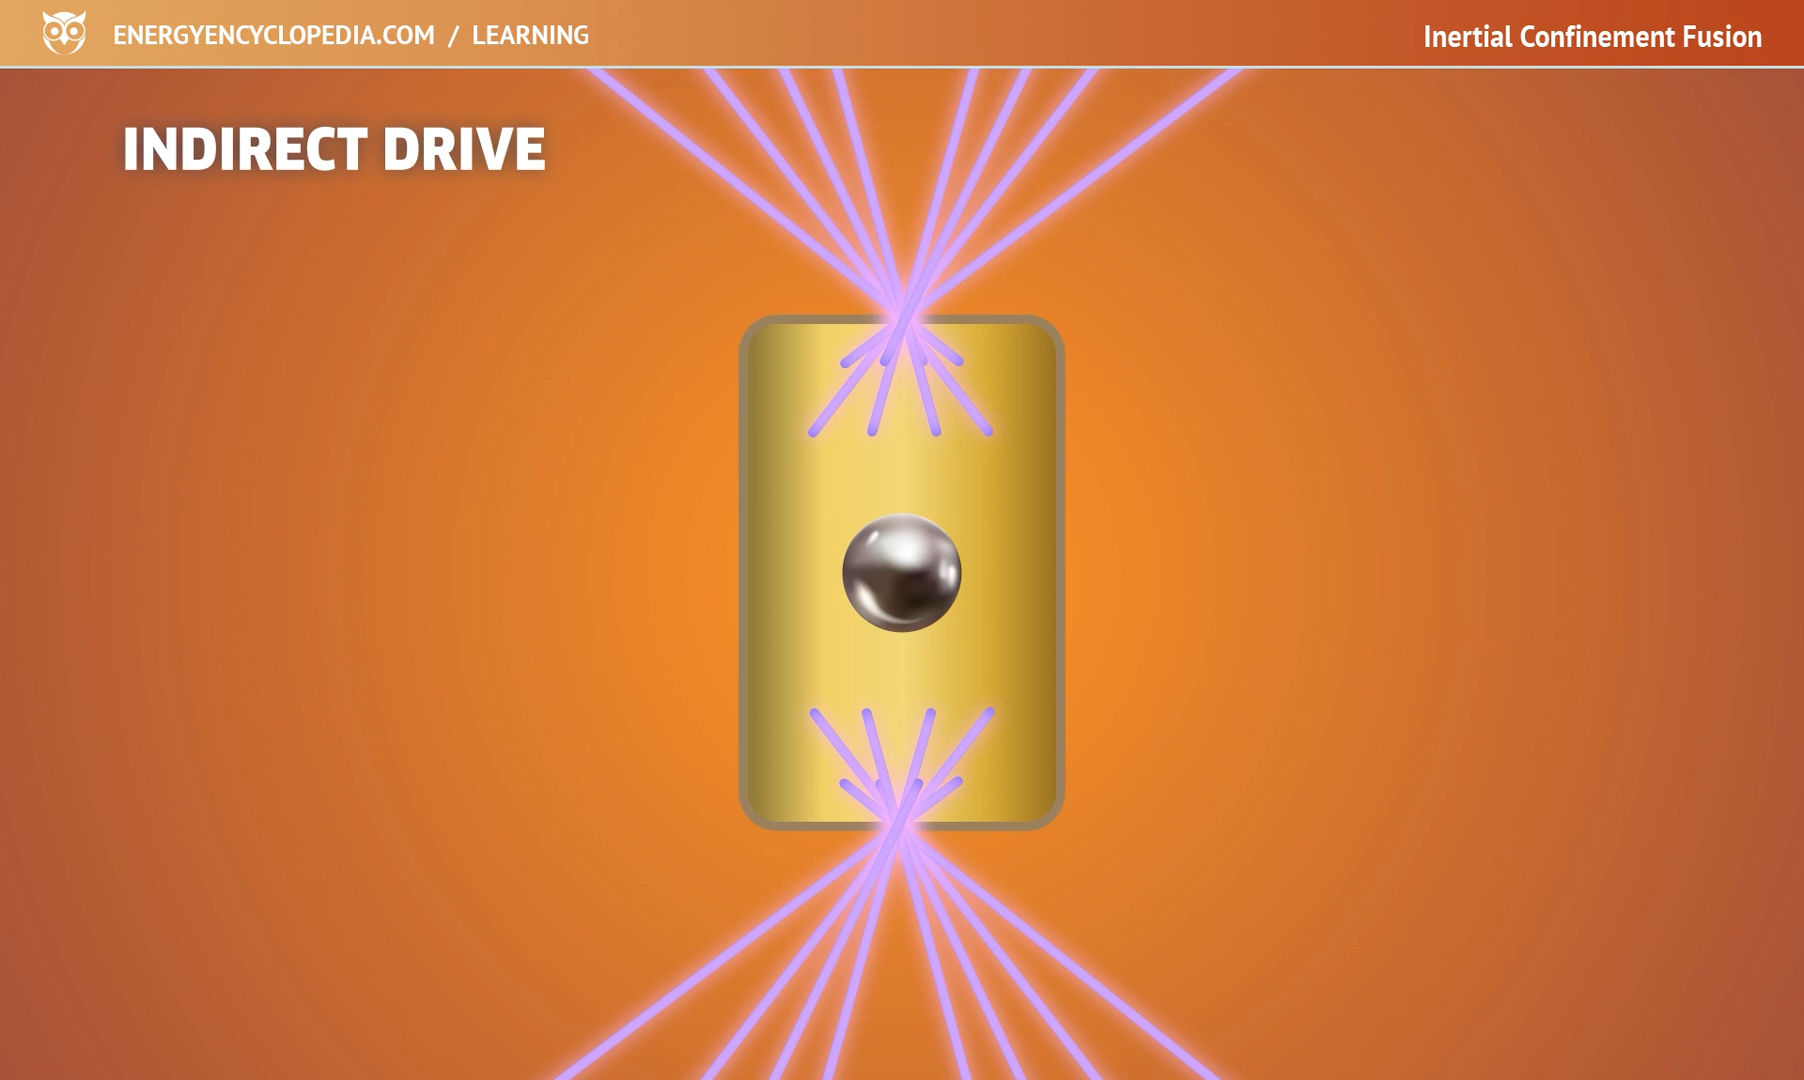 ENERGYENCYCLOPEDIA.COM / LEARNING
Inertial Confinement Fusion
INDIRECT DRIVE